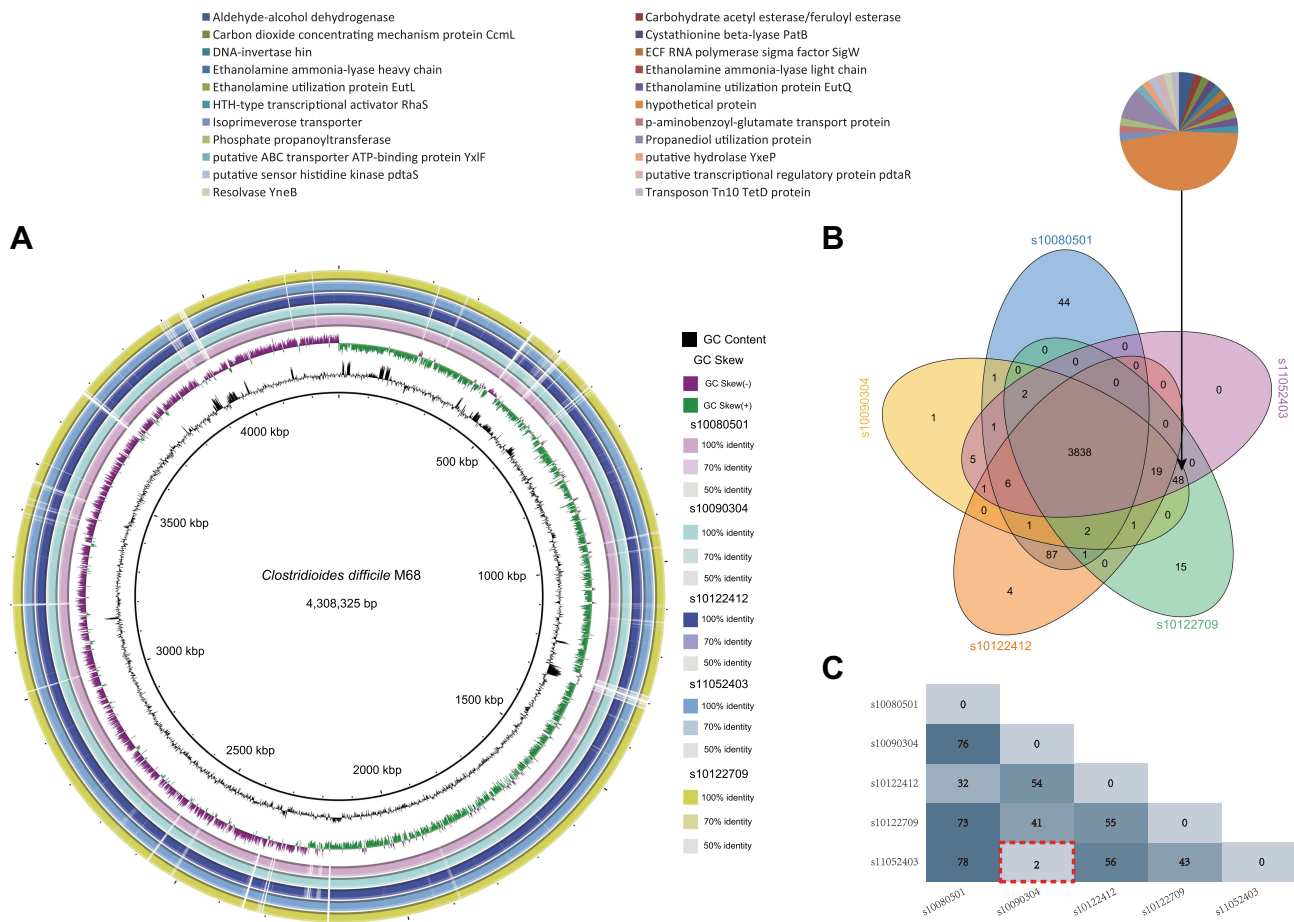 Aldehyde-alcohol dehydrogenase
Carbon dioxide concentrating mechanism protein CcmL
DNA-invertase hin
Ethanolamine ammonia-lyase heavy chain
Ethanolamine utilization protein EutL
HTH-type transcriptional activator RhaS
Isoprimeverose transporter
Phosphate propanoyltransferase
putative ABC transporter ATP-binding protein YxlF
putative sensor histidine kinase pdtaS
Resolvase YneB
Carbohydrate acetyl esterase/feruloyl esterase
Cystathionine beta-lyase PatB
ECF RNA polymerase sigma factor SigW
Ethanolamine ammonia-lyase light chain
Ethanolamine utilization protein EutQ
hypothetical protein
p-aminobenzoyl-glutamate transport protein
Propanediol utilization protein
putative hydrolase YxeP
putative transcriptional regulatory protein pdtaR
Transposon Tn10 TetD protein
A
500 kbp
1000 kbp
1500 kbp
2000 kbp
2500 kbp
3000 kbp
3500 kbp
4000 kbp
Clostridioides difficile M68
4,308,325 bp
GC Content
GC Skew
GC Skew(-)
GC Skew(+)
s10080501
100% identity
70% identity
50% identity
s10090304
100% identity
70% identity
50% identity
s10122412
100% identity
70% identity
50% identity
s11052403
100% identity
70% identity
50% identity
s10122709
100% identity
70% identity
50% identity
B
s10080501
s11052403
s10090304
s10122412
s10122709
44
0 0 0
1 0 0 0
2 0 0
1 1 0
3838
5 19 0
6 48
1
0 1 2 1 0
87 1 0
4 15
C
s10080501 0
s10090304 76 0
s10122412 32 54 0
s10122709 73 41 55 0
s11052403 78 2 56 43 0
s10080501 s10090304 s10122412 s10122709 s11052403